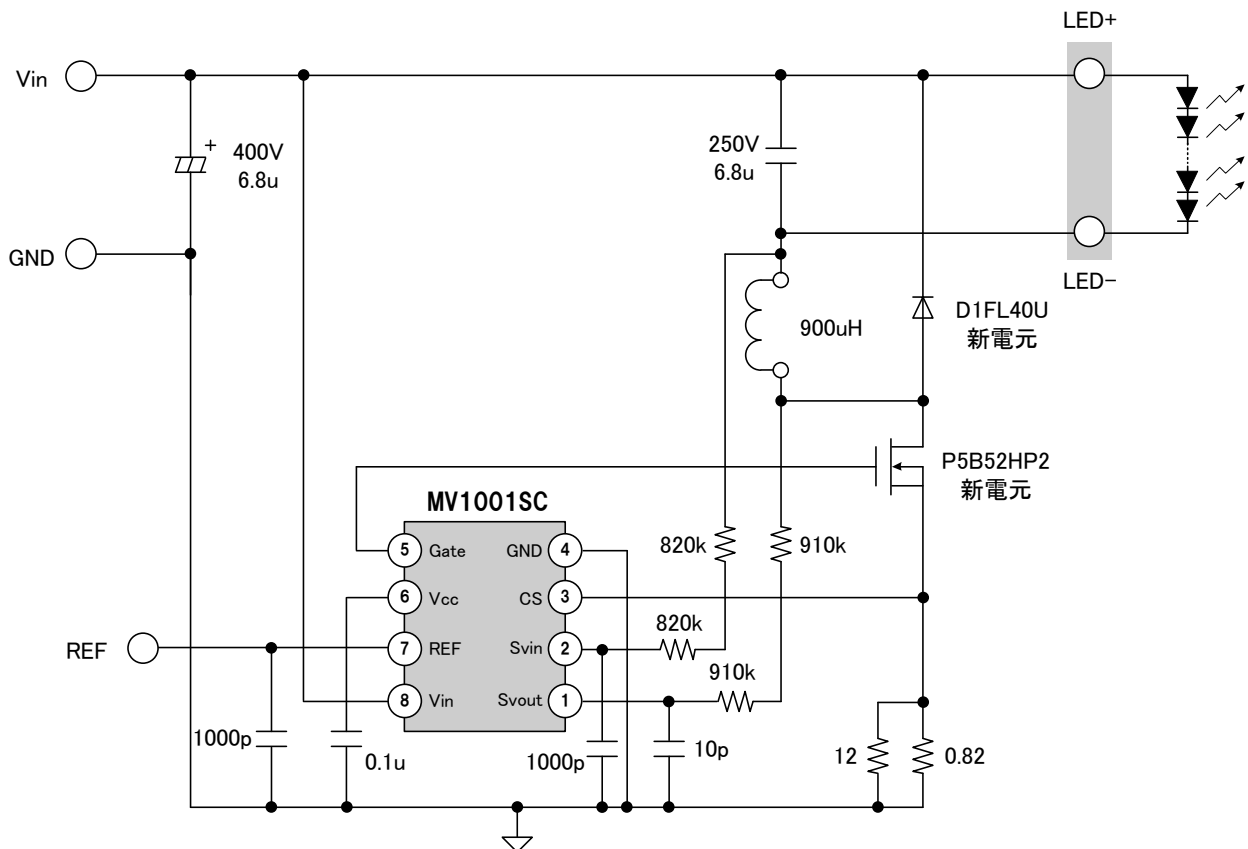 LED+
Vin
400V
6.8u
+
250V
6.8u
GND
LED-
900uH
D1FL40U
新電元
P5B52HP2
新電元
MV1001SC
5 Gate
GND 4
6 Vcc
CS 3
7 REF
Svin 2
8 Vin
Svout 1
820k
910k
820k
910k
REF
1000p
0.1u
1000p
10p
12
0.82